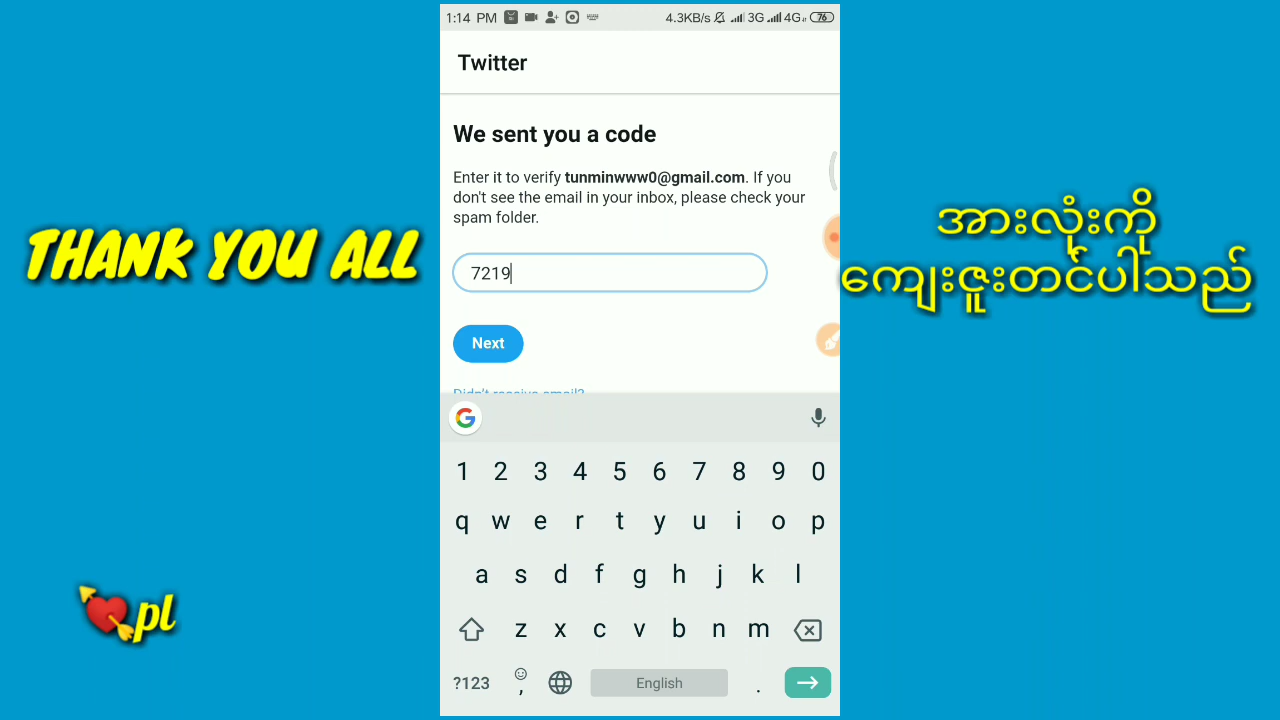 1:14 PM
4.3KB/s 3G 4G 76
Twitter
We sent you a code
Enter it to verify tunminwww0@gmail.com. If you
don't see the email in your inbox, please check your
spam folder.
7219
Next
Didn't receive email?
G
1 2 3 4 5 6 7 8 9 0
q w e r t y u i o p
a s d f g h j k l
z x c v b n m
?123 , English .
THANK YOU ALL
အားလုံးကို
ကျေးဇူးတင်ပါသည်
pl